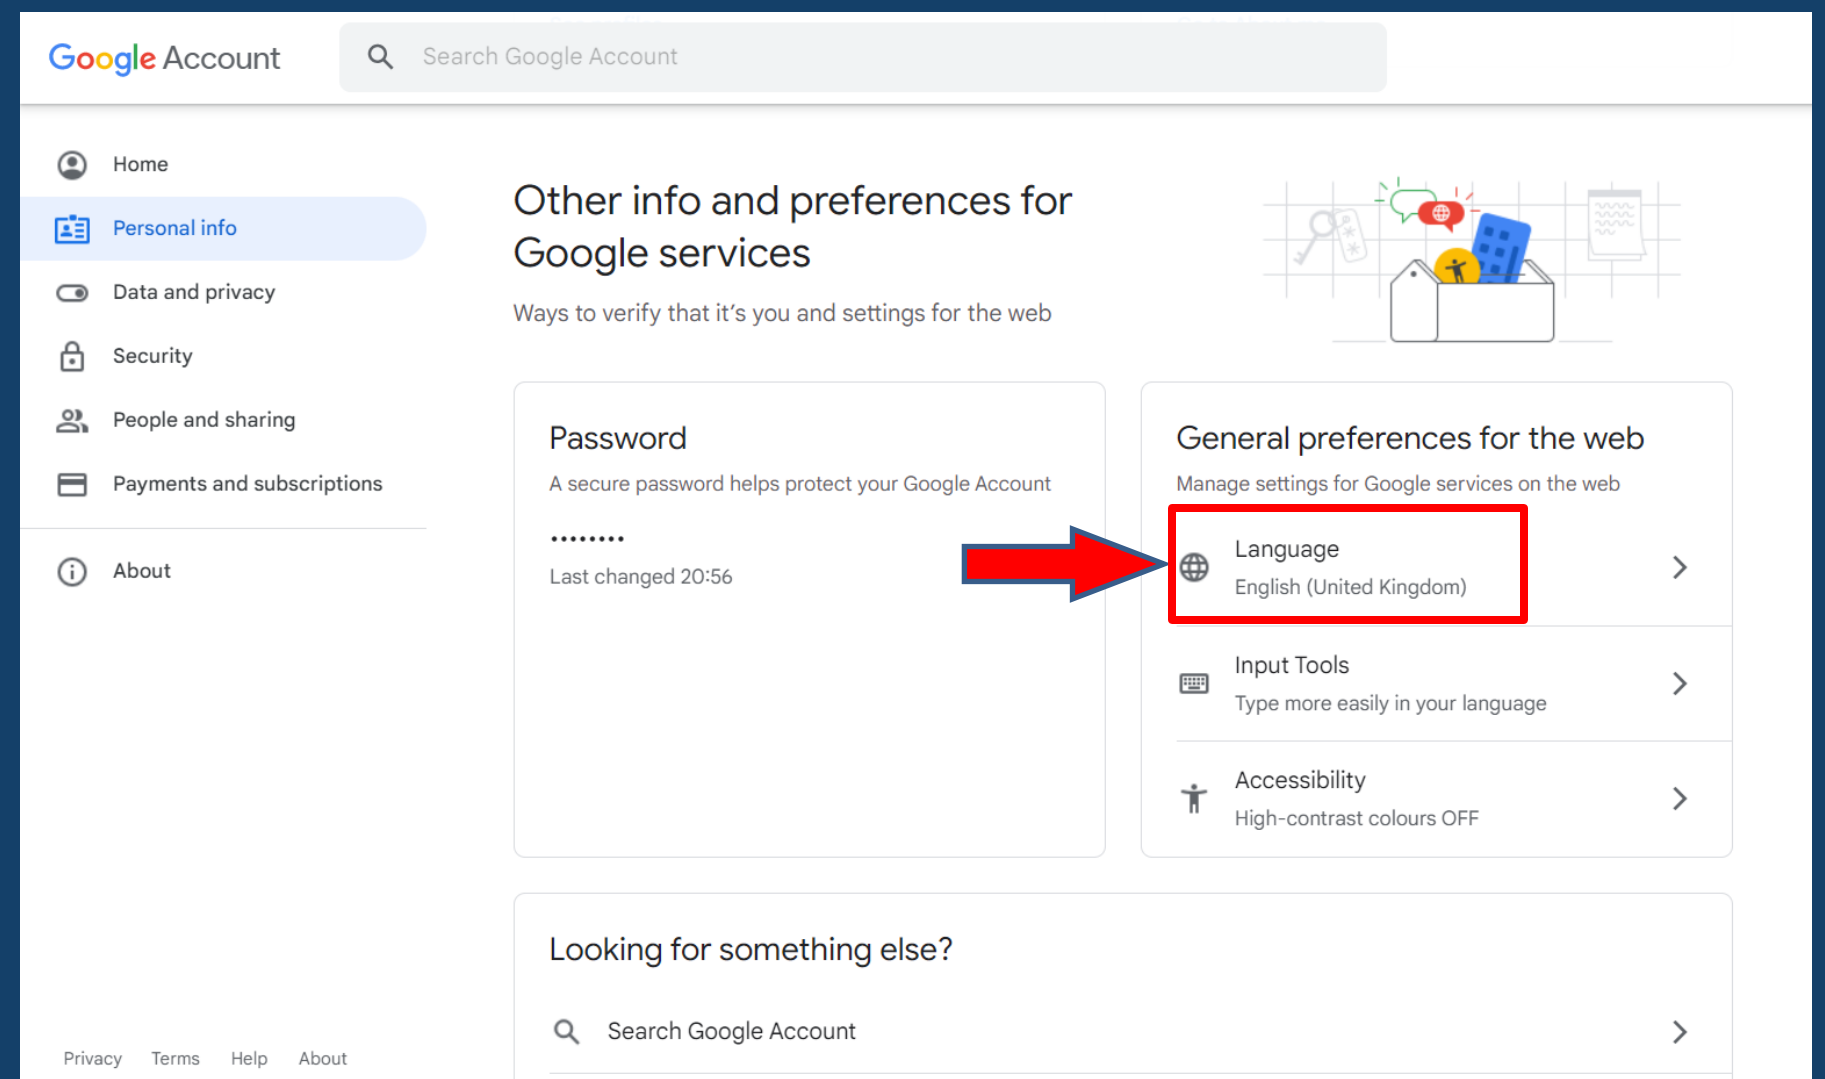 Google Account
Search Google Account
Home
Personal info
Data and privacy
Security
People and sharing
Payments and subscriptions
About
Privacy Terms Help About
Other info and preferences for
Google services
Ways to verify that it's you and settings for the web
Password
A secure password helps protect your Google Account
••••••••
Last changed 20:56
General preferences for the web
Manage settings for Google services on the web
Language
English (United Kingdom)
Input Tools
Type more easily in your language
Accessibility
High-contrast colours OFF
Looking for something else?
Search Google Account